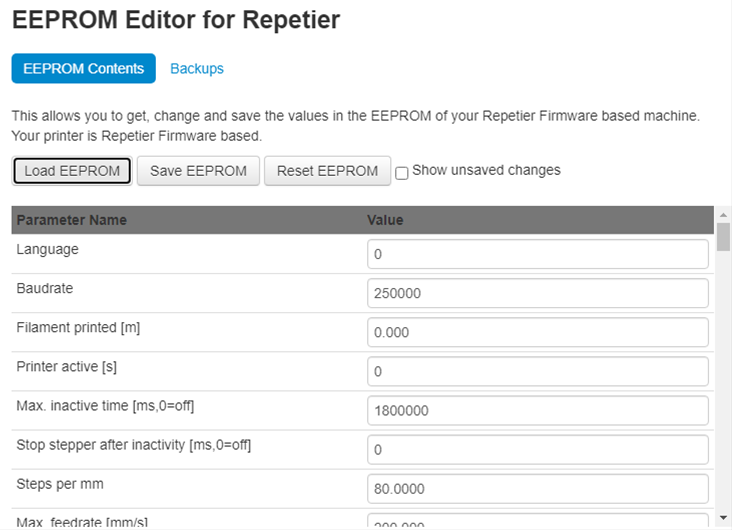 EEPROM Editor for Repetier
EEPROM Contents Backups
This allows you to get, change and save the values in the EEPROM of your Repetier Firmware based machine.
Your printer is Repetier Firmware based.
Load EEPROM Save EEPROM Reset EEPROM Show unsaved changes
Parameter Name Value
Language 0
Baudrate 250000
Filament printed [m] 0.000
Printer active [s] 0
Max. inactive time [ms,0=off] 1800000
Stop stepper after inactivity [ms,0=off] 0
Steps per mm 80.0000
Max. feedrate [mm/s]